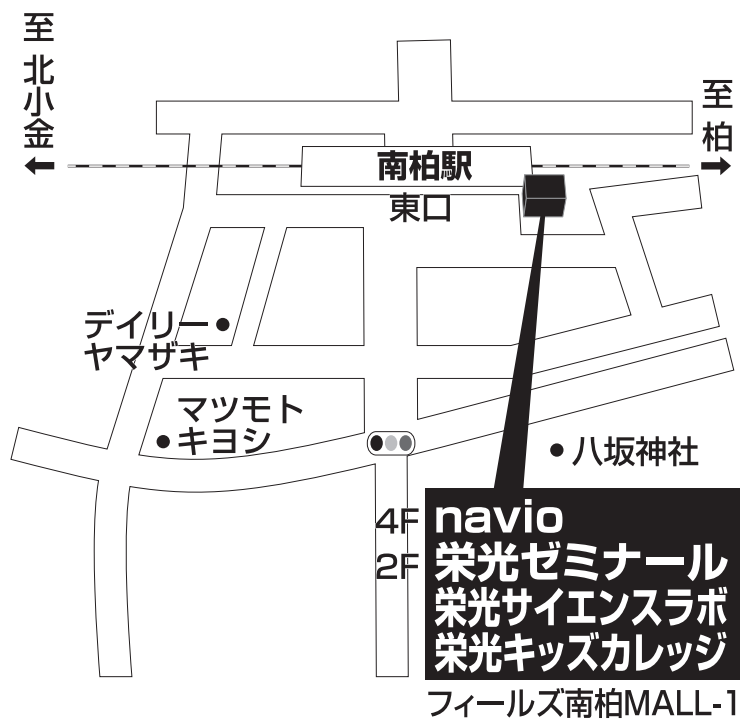 至
北小金
至
柏
南柏駅
東口
デイリー
ヤマザキ
マツモト
キヨシ
八坂神社
4F navio
2F 栄光ゼミナール
栄光サイエンスラボ
栄光キッズカレッジ
フィールズ南柏MALL-1